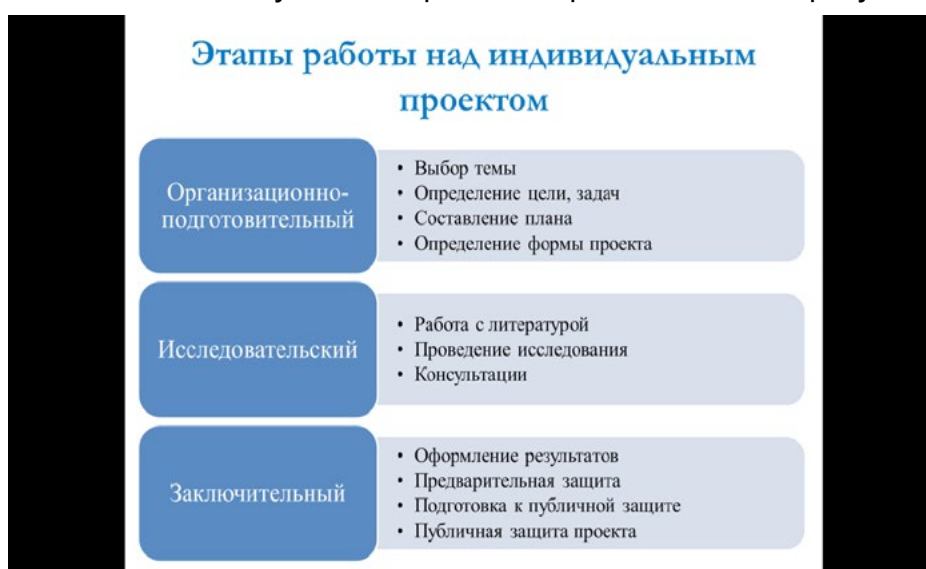 Этапы работы над индивидуальным
проектом
Организационно-
подготовительный
• Выбор темы
• Определение цели, задач
• Составление плана
• Определение формы проекта
Исследовательский
• Работа с литературой
• Проведение исследования
• Консультации
Заключительный
• Оформление результатов
• Предварительная защита
• Подготовка к публичной защите
• Публичная защита проекта